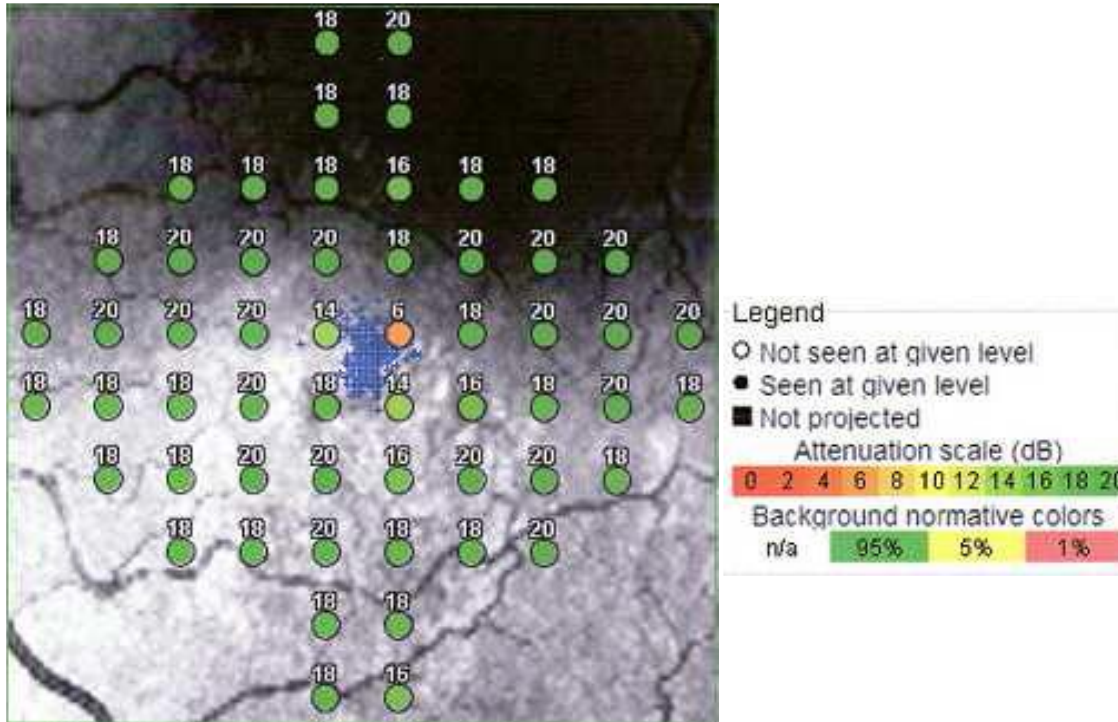 18 20
18 18
18 18 18 16 18 18
18 20 20 20 18 20 20 20
18 20 20 20 14 6 18 20 20 20
18 18 18 20 18 14 16 18 20 18
18 18 20 20 16 20 20 18
18 18 20 18 18 20
18 18
18 16
Legend
Not seen at given level
Seen at given level
Not projected
Attenuation scale (dB)
0 2 4 6 8 10 12 14 16 18 20
Background normative colors
n/a 95% 5% 1%